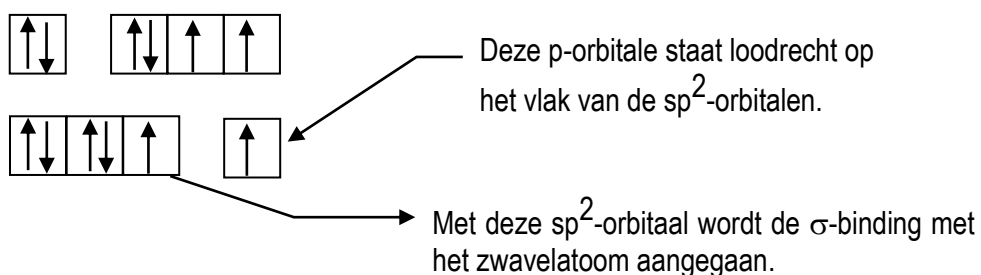 Deze p-orbitale staat loodrecht op
het vlak van de sp²-orbitalen.
Met deze sp²-orbitaal wordt de σ-binding met
het zwavelatoom aangegaan.